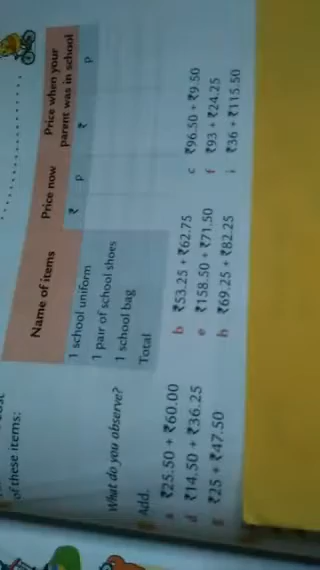 of these items:
Name of items Price now Price when your parent was in school
₹ p ₹ p
1 school uniform
1 pair of school shoes
1 school bag
Total
What do you observe?
Add.
a ₹25.50 + ₹60.00 b ₹53.25 + ₹62.75 c ₹96.50 + ₹9.50
d ₹14.50 + ₹36.25 e ₹158.50 + ₹71.50 f ₹93 + ₹24.25
g ₹25 + ₹47.50 h ₹69.25 + ₹82.25 i ₹36 + ₹115.50